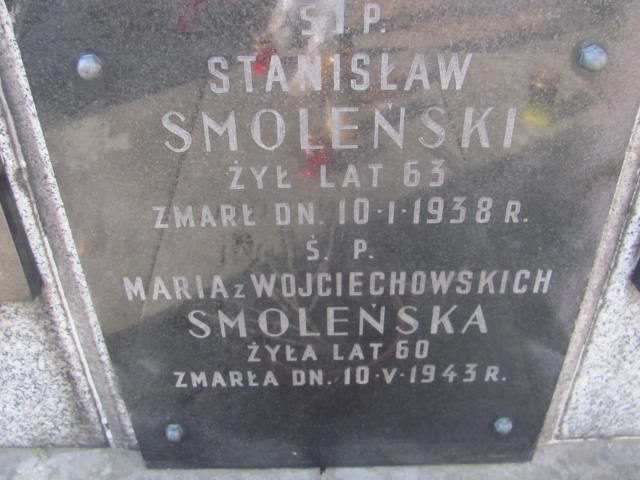 Ś.†P.
STANISŁAW
SMOLEŃSKI
ŻYŁ LAT 63
ZMARŁ DN. 10·I·1938 R.
Ś. P.
MARIA z WOJCIECHOWSKICH
SMOLEŃSKA
ŻYŁA LAT 60
ZMARŁA DN. 10·V·1943 R.